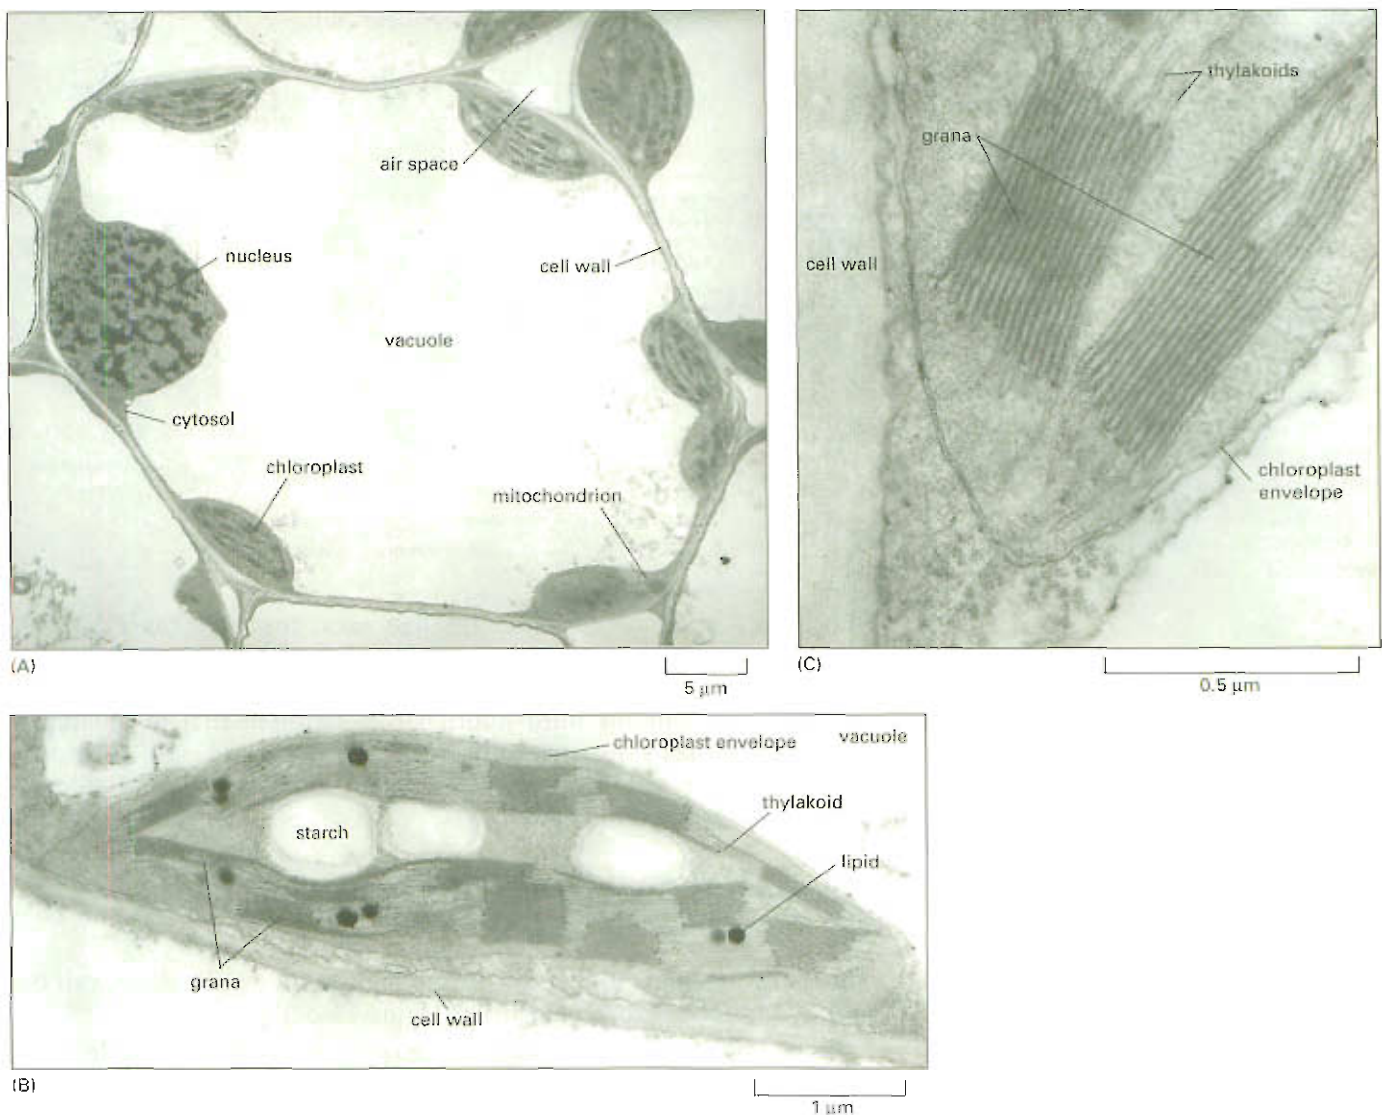 air space
nucleus
cell wall
vacuole
cytosol
chloroplast
mitochondrion
(A)
5 µm
thylakoids
grana
cell wall
chloroplast
envelope
(C)
0.5 µm
chloroplast envelope
vacuole
thylakoid
starch
lipid
grana
cell wall
(B)
1 µm